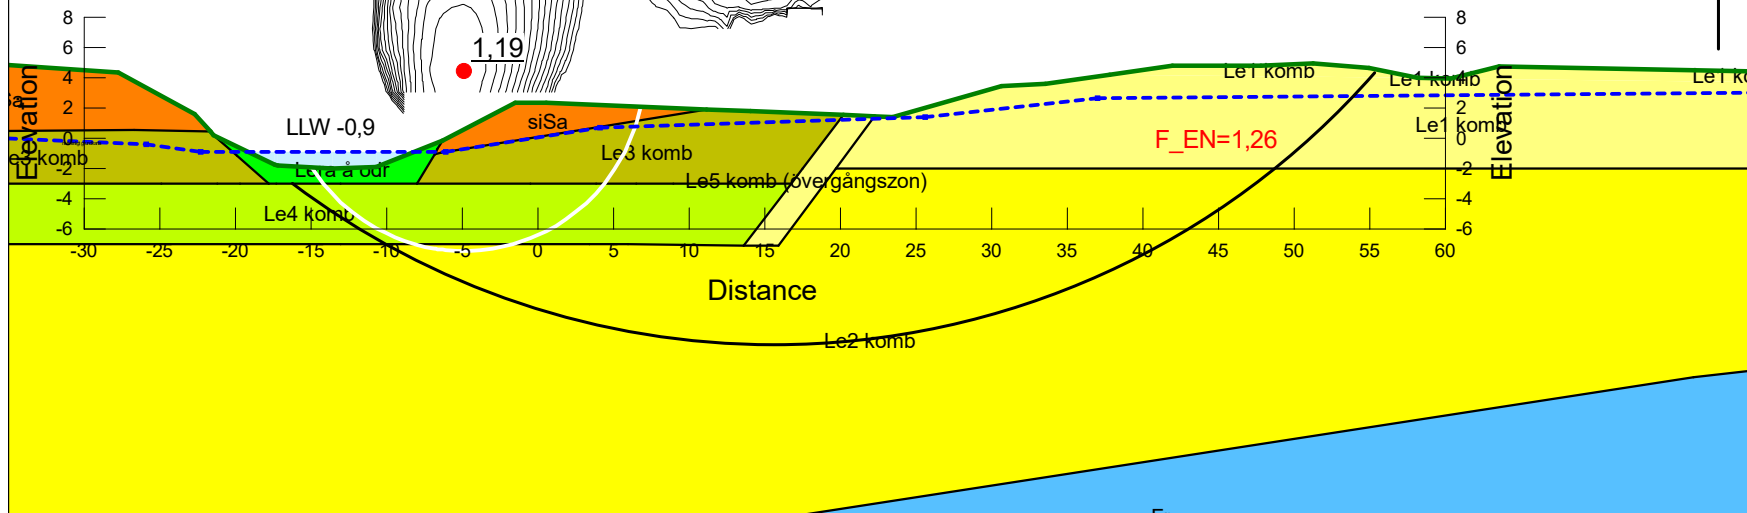 1,19
8
6
4
2
0
-2
-4
-6
Elevation
LLW -0,9
siSa
Le3 komb
Lera å odr
Le4 komb
Le5 komb (övergångszon)
Le1 komb
Le1 komb
Le1 komb
F_EN=1,26
8
6
4
2
0
-2
-4
-6
Elevation
-30 -25 -20 -15 -10 -5 0 5 10 15 20 25 30 35 40 45 50 55 60
Distance
Le2 komb